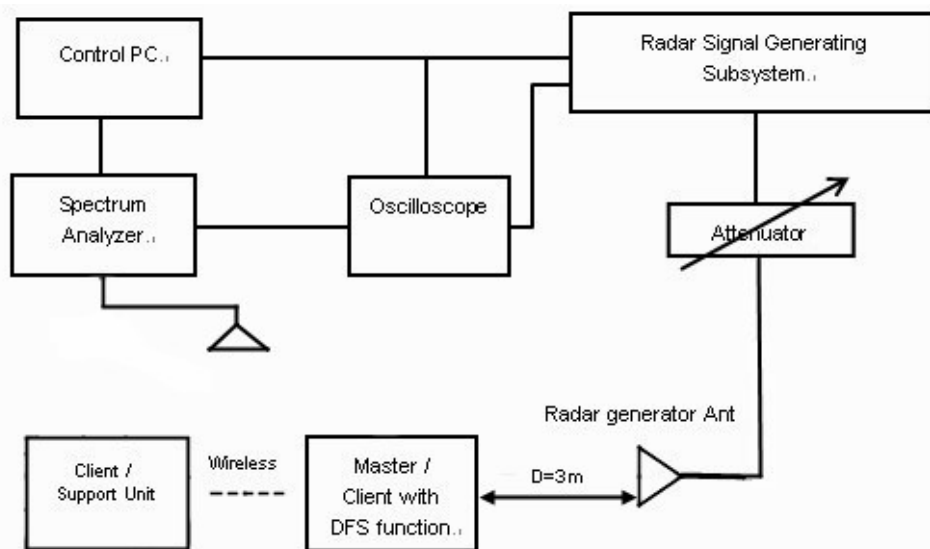 Control PC
Radar Signal Generating
Subsystem
Spectrum
Analyzer
Oscilloscope
Attenuator
Radar generator Ant
Client /
Support Unit
Wireless
Master /
Client with
DFS function
D=3m